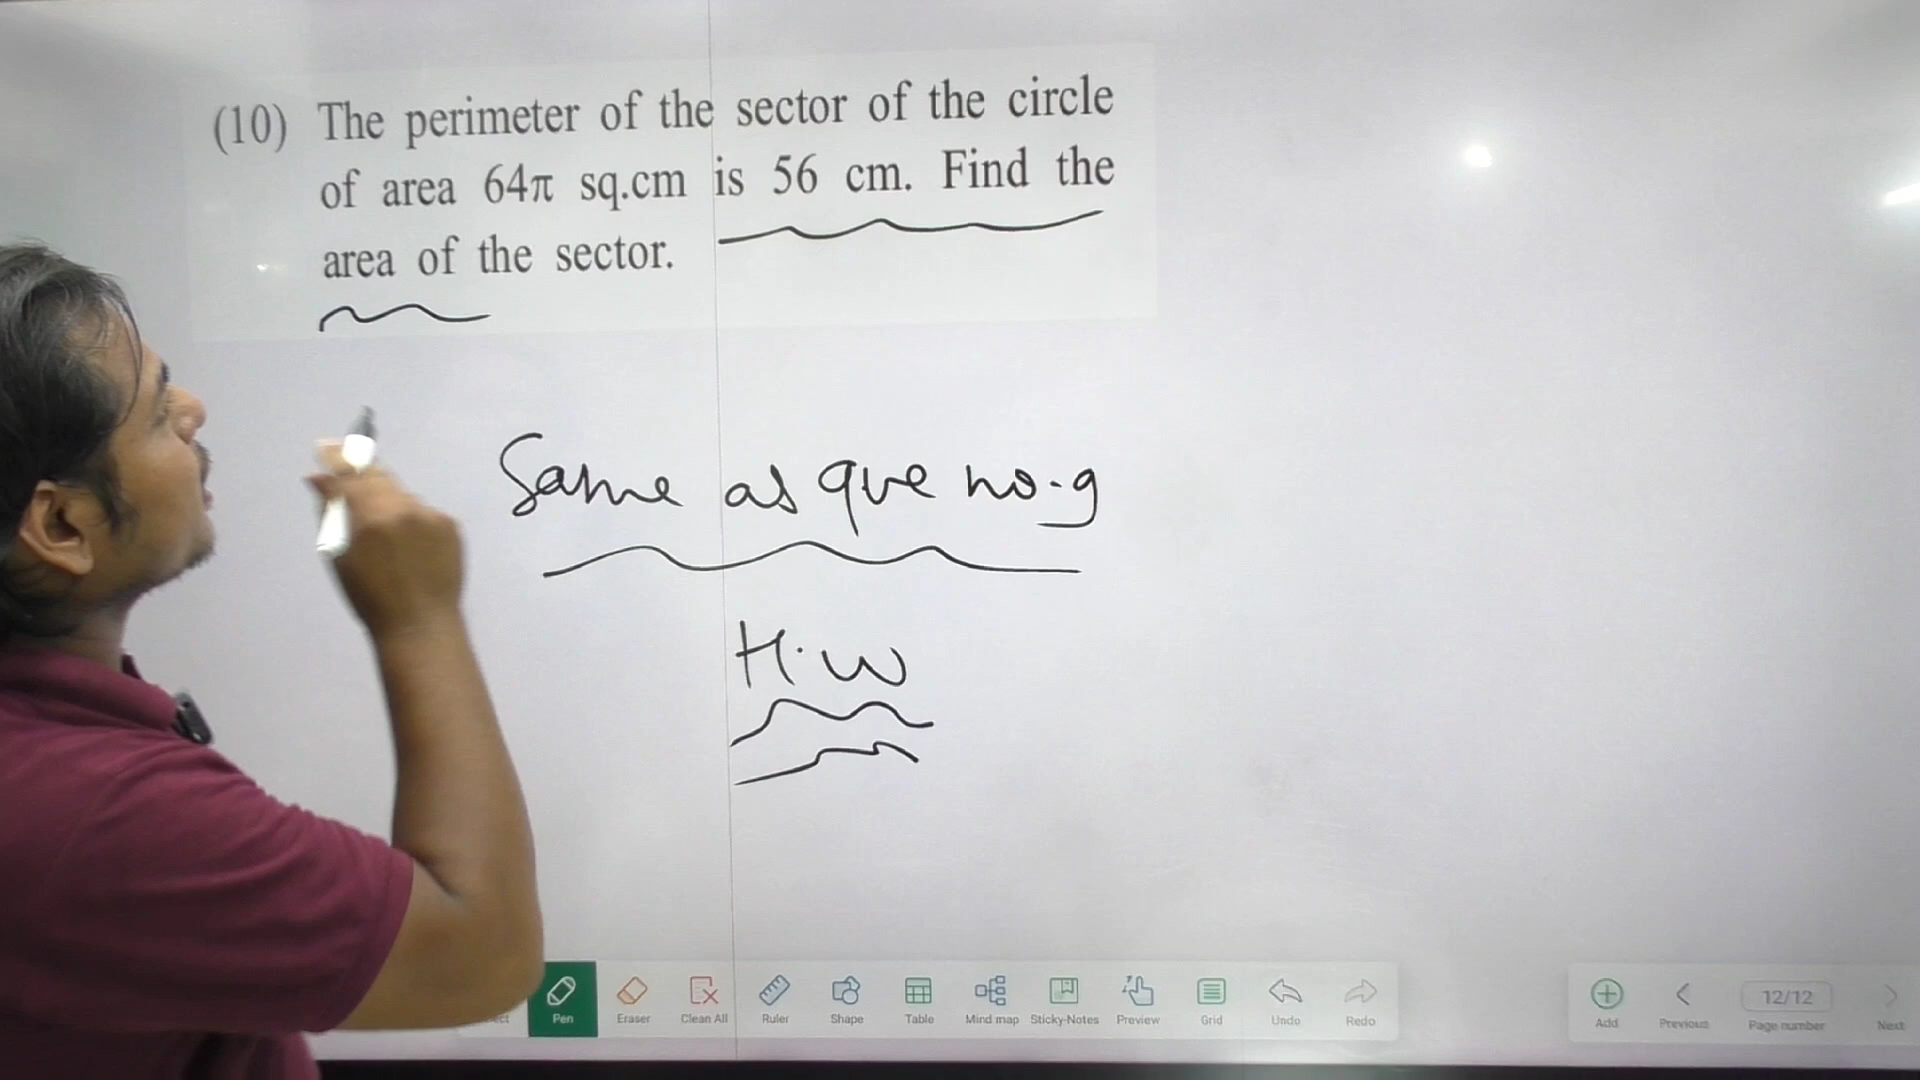 (10) The perimeter of the sector of the circle
of area 64π sq.cm is 56 cm. Find the
area of the sector.
Same as que no.9
H.W
ect Pen Eraser Clean All Ruler Shape Table Mind map Sticky-Notes Preview Grid Undo Redo
Add Previous 12/12 Page number Next